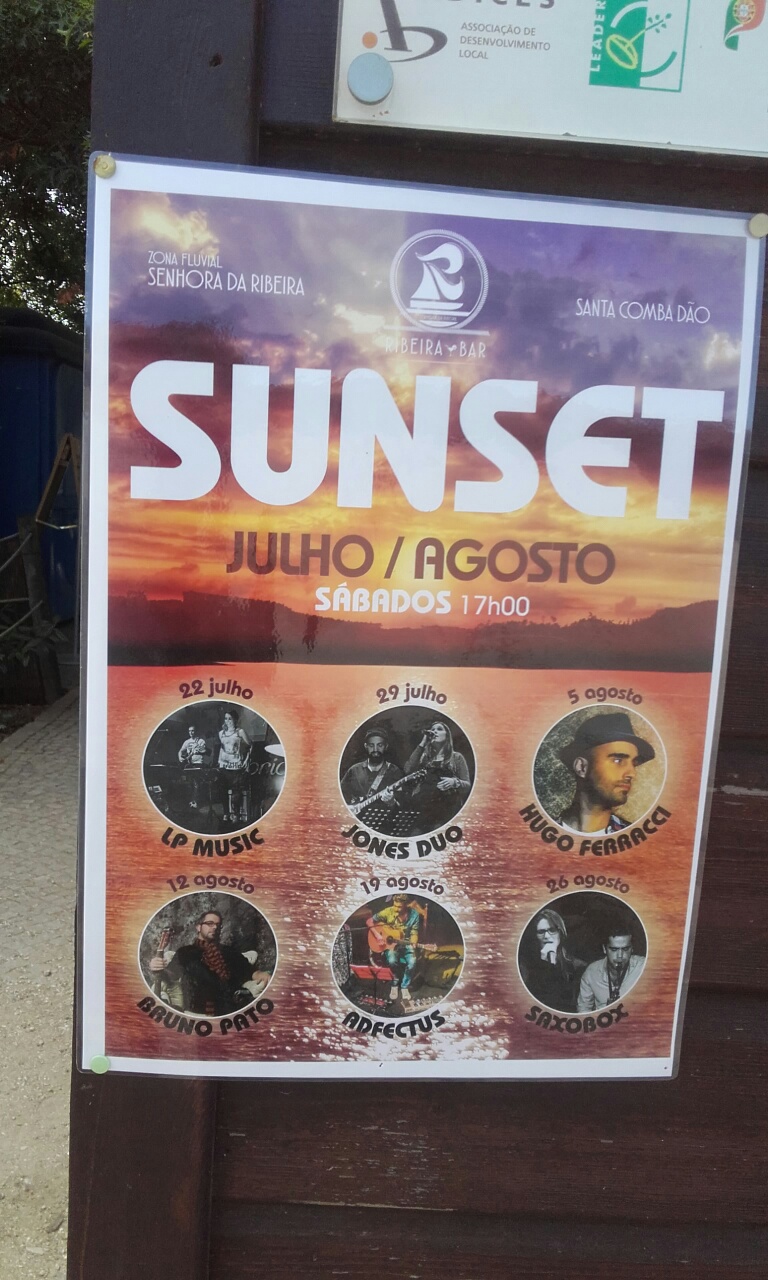 ASSOCIAÇÃO DE
DESENVOLVIMENTO
LOCAL
LEADER
ZONA FLUVIAL
SENHORA DA RIBEIRA
SANTA COMBA DÃO
RIBEIRA BAR
SUNSET
JULHO / AGOSTO
SÁBADOS 17h00
22 julho
29 julho
5 agosto
LP MUSIC
JONES DUO
HUGO FERRACCI
12 agosto
19 agosto
26 agosto
BRUNO PATO
ADFECTUS
SAXOBOX